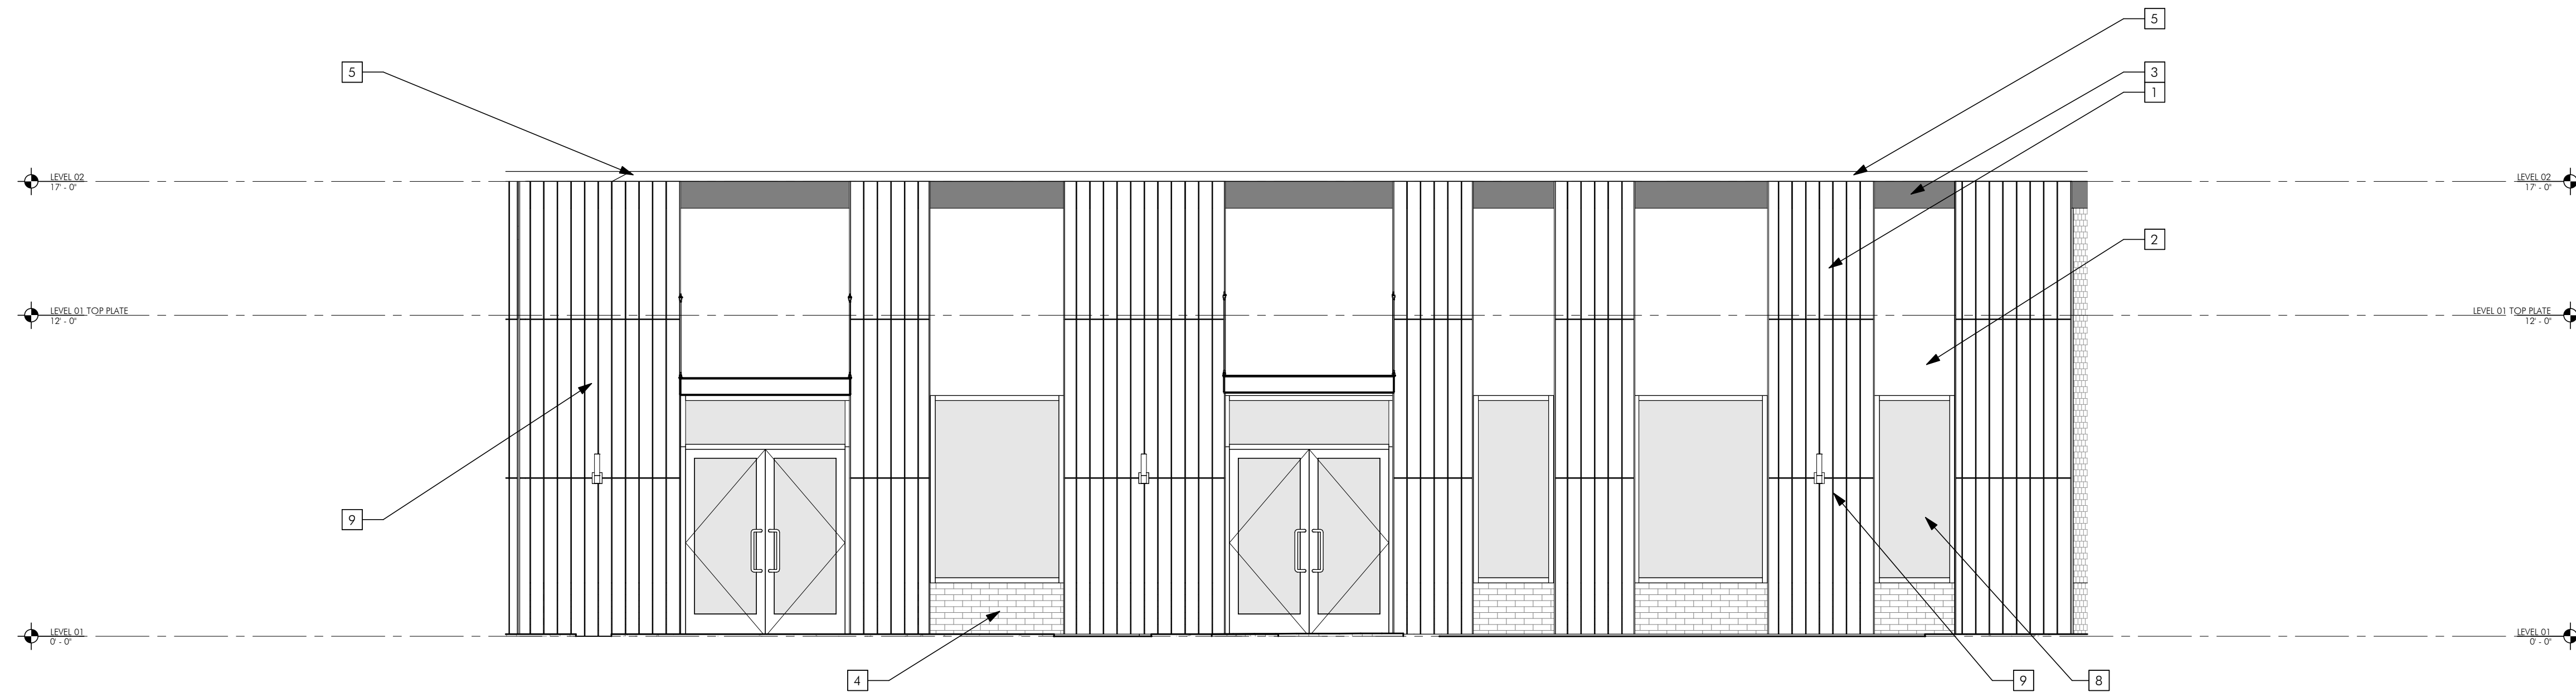 5
5
3
1
LEVEL 02
17' - 0"
LEVEL 02
17' - 0"
2
LEVEL 01 TOP PLATE
12' - 0"
LEVEL 01 TOP PLATE
12' - 0"
9
LEVEL 01
0' - 0"
LEVEL 01
0' - 0"
4
9
8